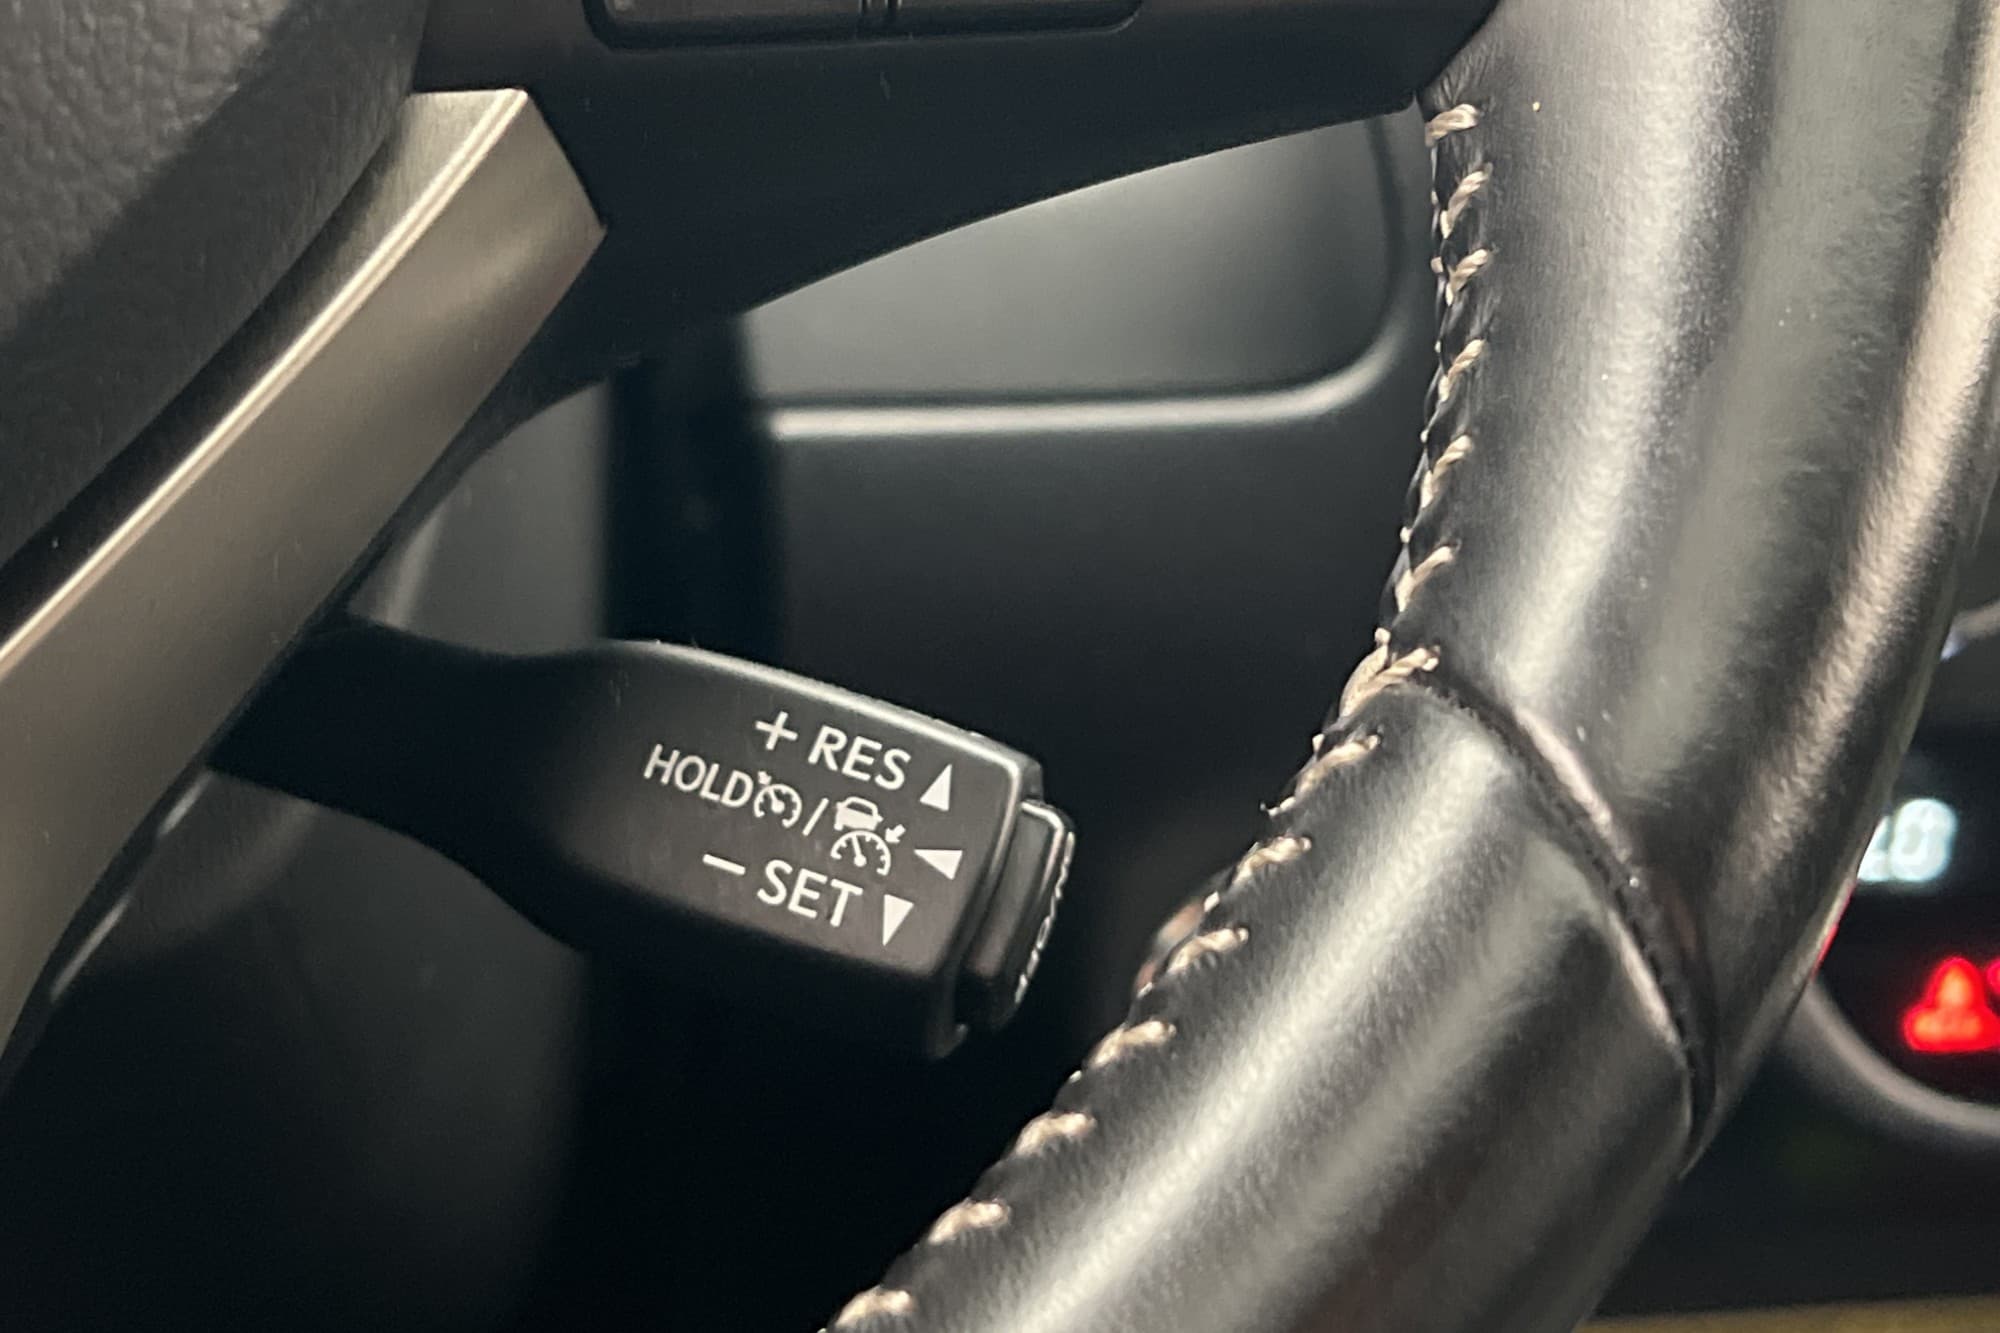 + RES
HOLD /
− SET